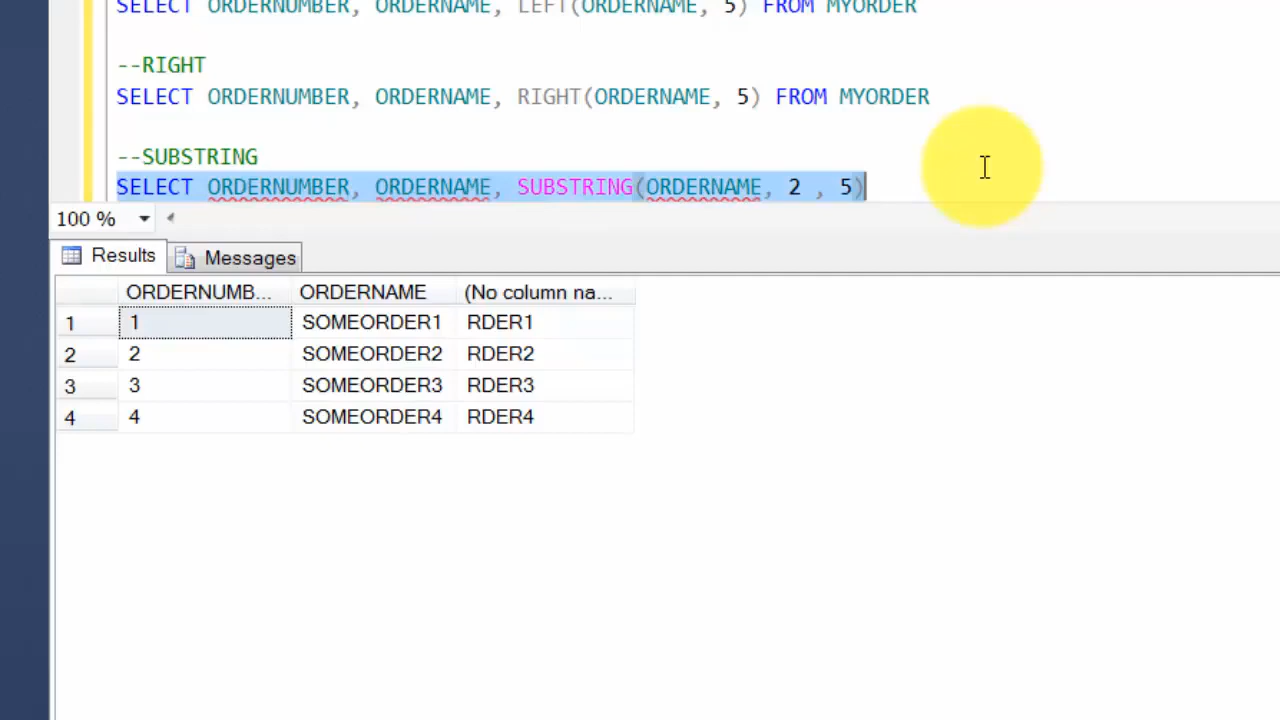 SELECT ORDERNUMBER, ORDERNAME, LEFT(ORDERNAME, 5) FROM MYORDER
--RIGHT
SELECT ORDERNUMBER, ORDERNAME, RIGHT(ORDERNAME, 5) FROM MYORDER
--SUBSTRING
SELECT ORDERNUMBER, ORDERNAME, SUBSTRING(ORDERNAME, 2 , 5)
100 %
Results Messages
ORDERNUMB... ORDERNAME (No column na...
1 1 SOMEORDER1 RDER1
2 2 SOMEORDER2 RDER2
3 3 SOMEORDER3 RDER3
4 4 SOMEORDER4 RDER4